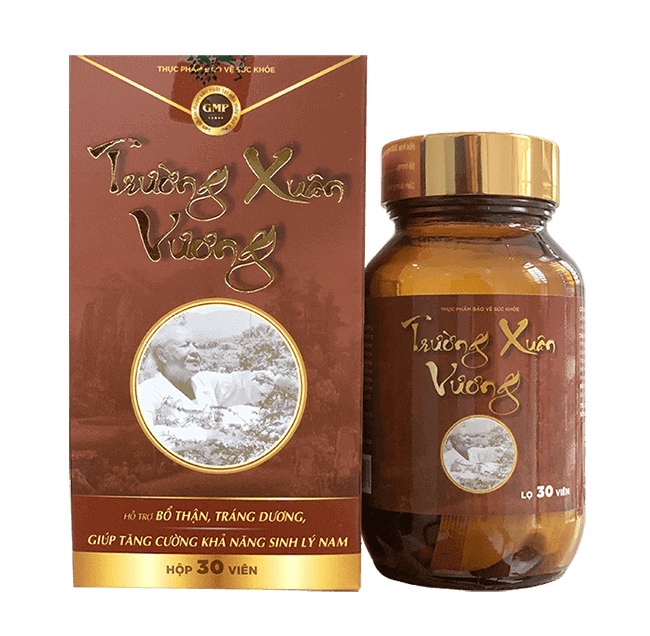 THỰC PHẨM BẢO VỆ SỨC KHỎE
GMP
Trường Xuân
Vương
HỖ TRỢ BỔ THẬN, TRÁNG DƯƠNG,
GIÚP TĂNG CƯỜNG KHẢ NĂNG SINH LÝ NAM
HỘP 30 VIÊN
THỰC PHẨM BẢO VỆ SỨC KHỎE
Trường Xuân
Vương
LỌ 30 VIÊN